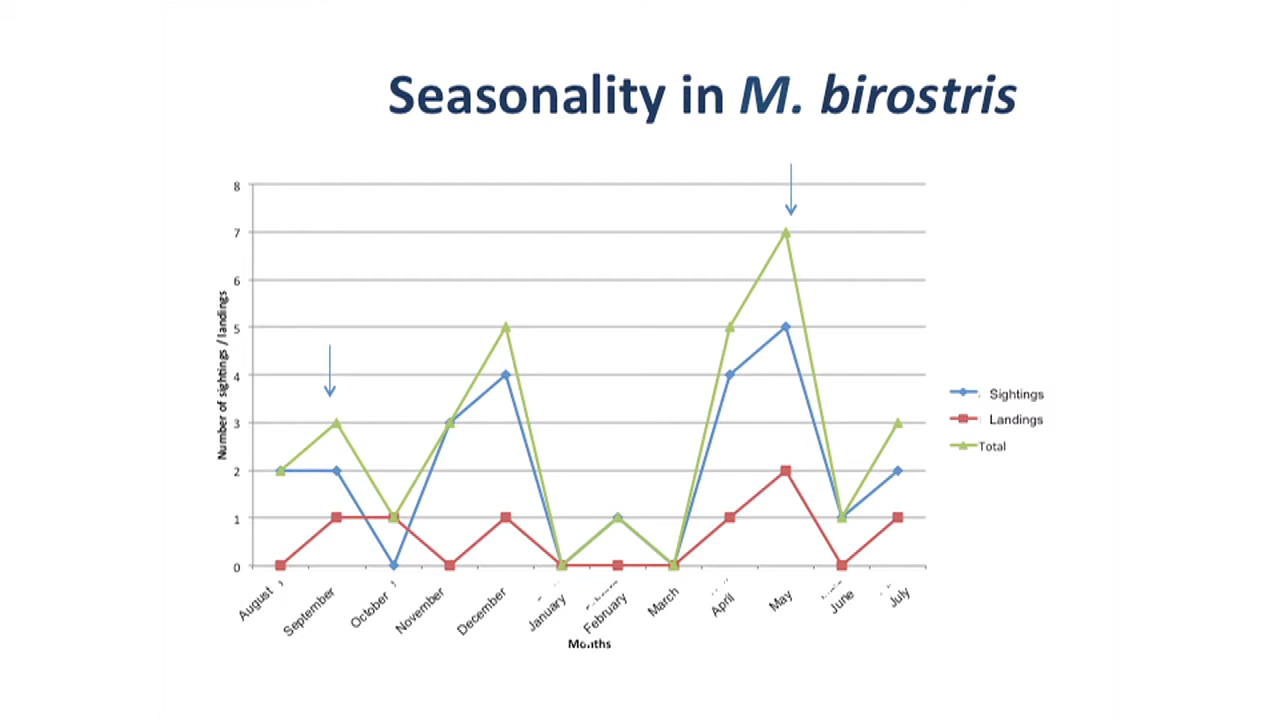 Seasonality in M. birostris
8
7
6
5
4
3
2
1
0
Number of sightings / landings
August
September
October
November
December
January
February
March
April
May
June
July
Months
Sightings
Landings
Total